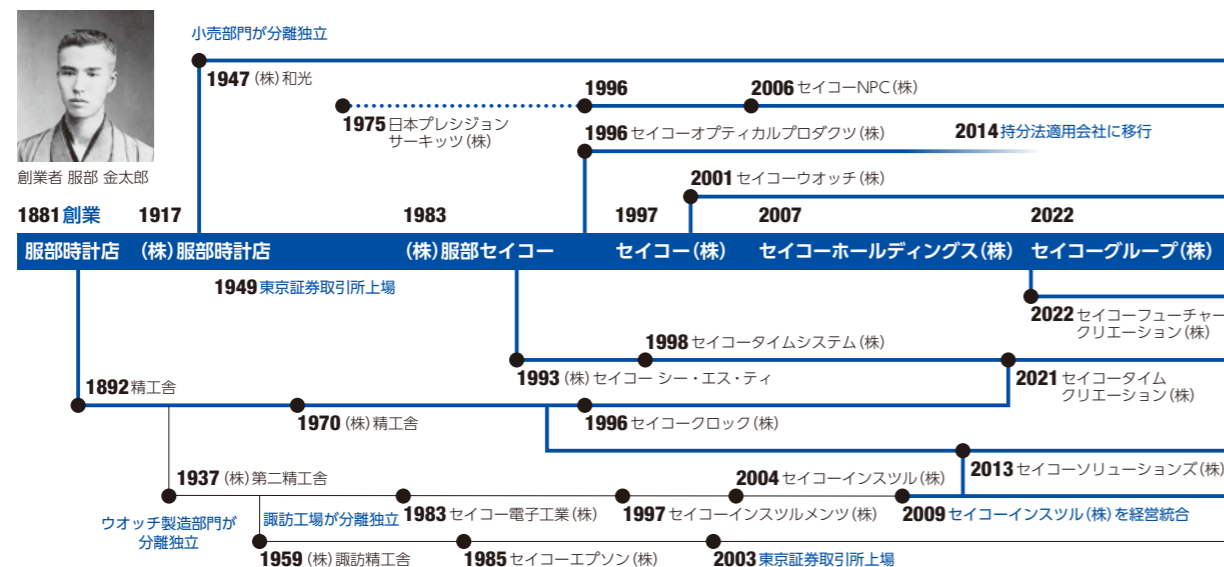 小売部門が分離独立
1947 (株)和光
1996
2006 セイコーNPC(株)
1975 日本プレシジョン
サーキッツ(株)
1996 セイコーオプティカルプロダクツ(株)
2014 持分法適用会社に移行
創業者 服部 金太郎
2001 セイコーウオッチ(株)
1881 創業
1917
1983
1997
2007
2022
服部時計店
(株)服部時計店
(株)服部セイコー
セイコー(株)
セイコーホールディングス(株)
セイコーグループ(株)
1949 東京証券取引所上場
2022 セイコーフューチャー
クリエーション(株)
1998 セイコータイムシステム(株)
1993 (株)セイコー シー・エス・ティ
2021 セイコータイム
クリエーション(株)
1892 精工舎
1970 (株)精工舎
1996 セイコークロック(株)
2013 セイコーソリューションズ(株)
1937 (株)第二精工舎
2004 セイコーインスツル(株)
ウオッチ製造部門が
分離独立
諏訪工場が分離独立
1983 セイコー電子工業(株)
1997 セイコーインスツルメンツ(株)
2009 セイコーインスツル(株)を経営統合
1959 (株)諏訪精工舎
1985 セイコーエプソン(株)
2003 東京証券取引所上場